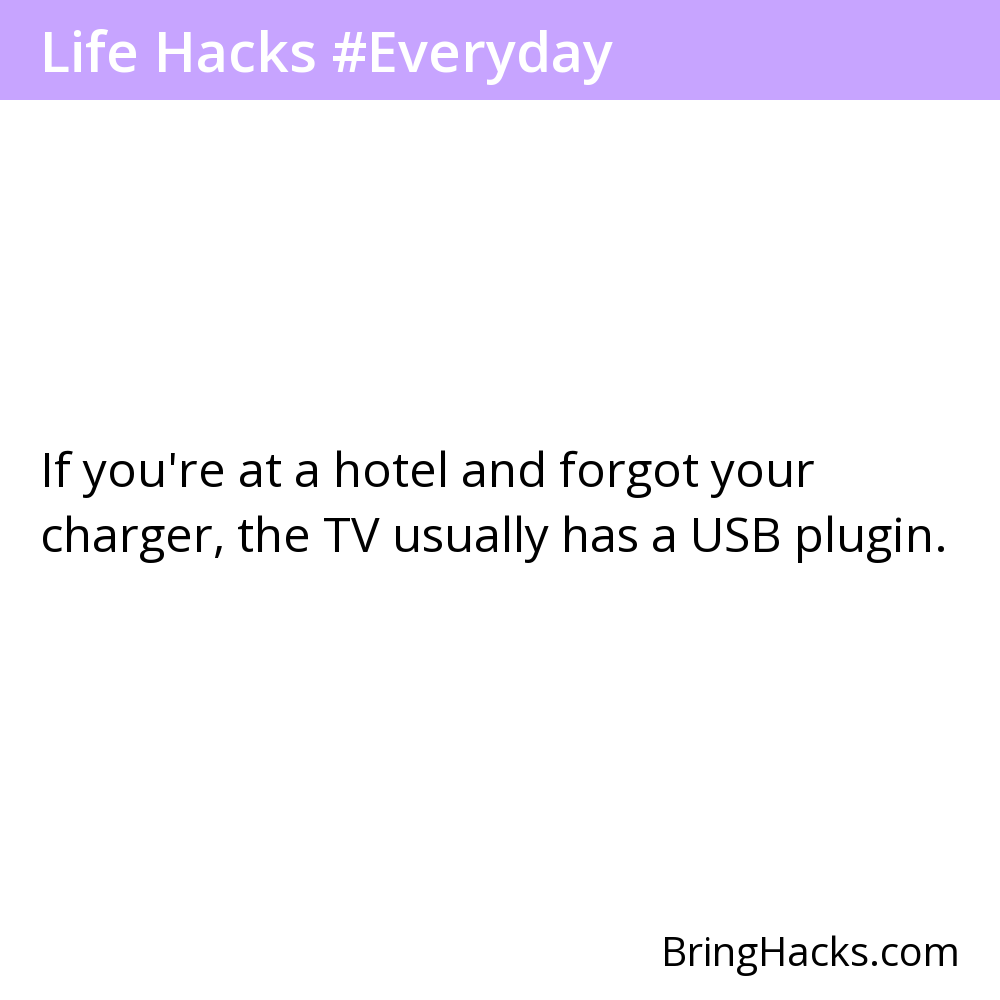 Life Hacks #Everyday
If you're at a hotel and forgot your
charger, the TV usually has a USB plugin.
BringHacks.com